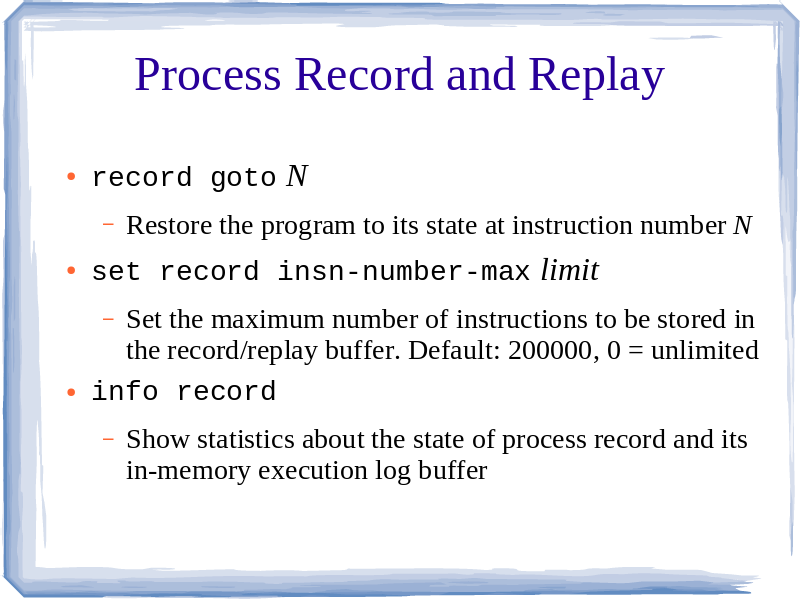 Process Record and Replay
• record goto N
– Restore the program to its state at instruction number N
• set record insn-number-max limit
– Set the maximum number of instructions to be stored in
the record/replay buffer. Default: 200000, 0 = unlimited
• info record
– Show statistics about the state of process record and its
in-memory execution log buffer